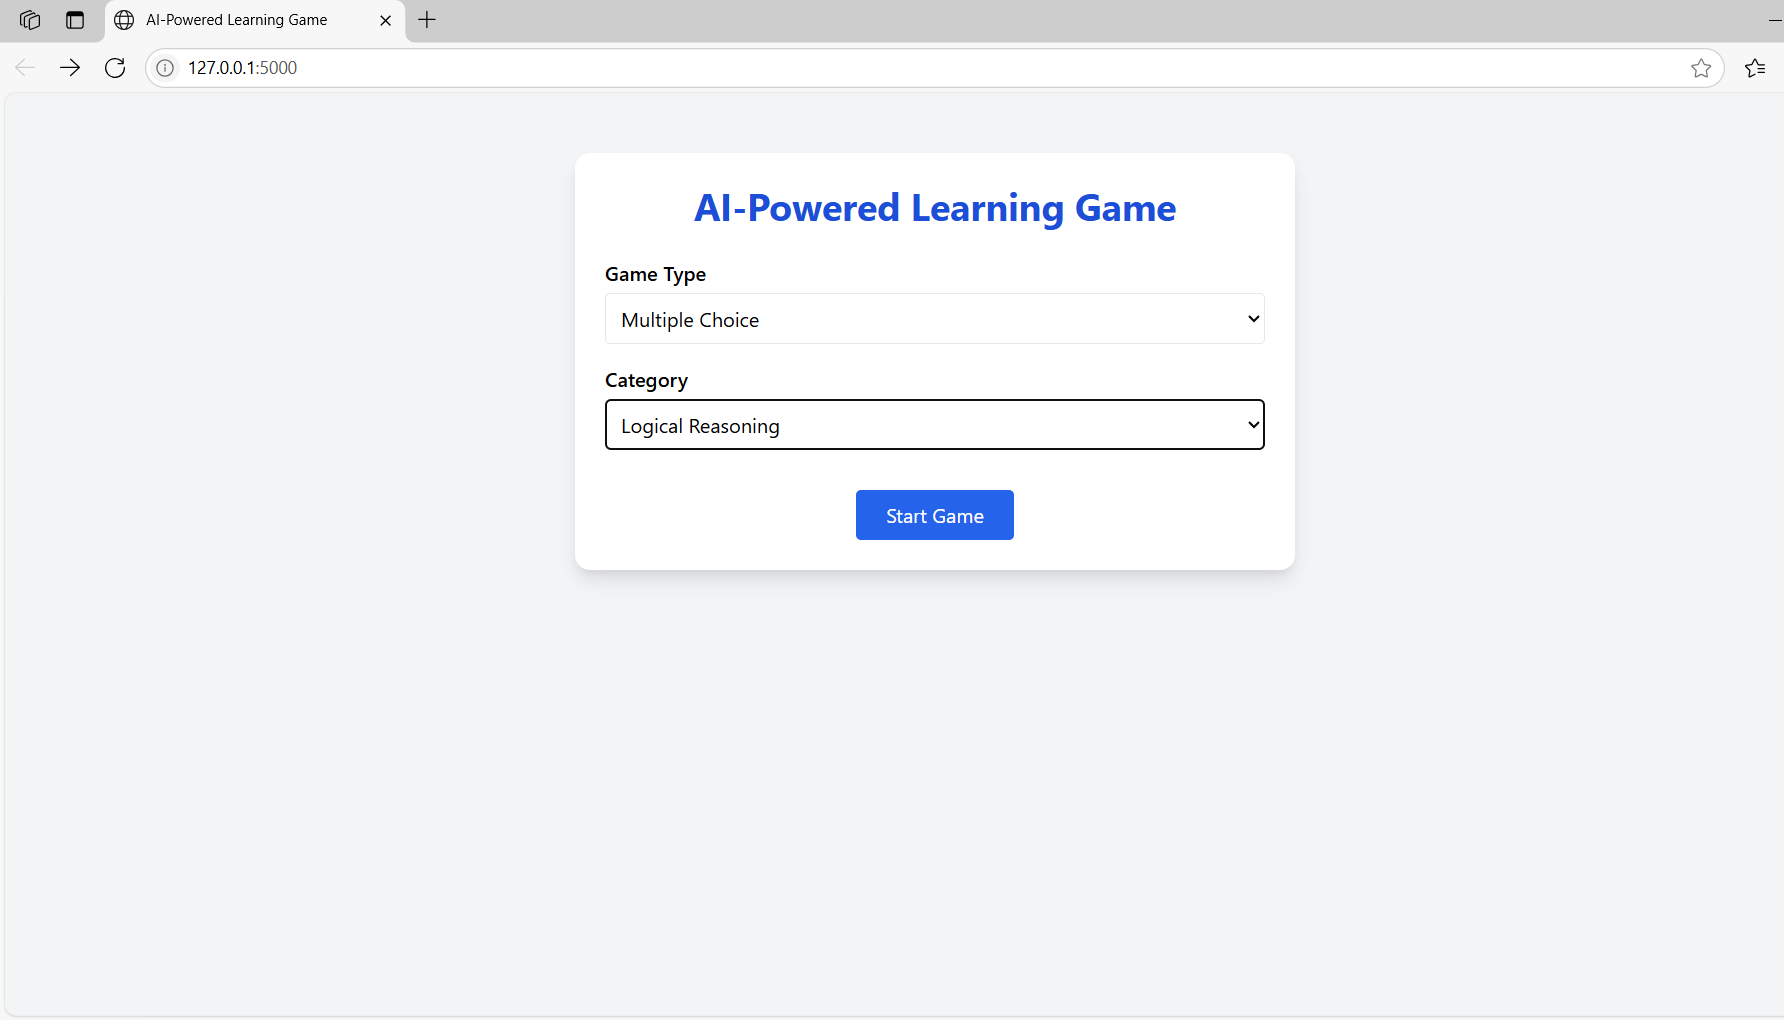 AI-Powered Learning Game
127.0.0.1:5000
AI-Powered Learning Game
Game Type
Multiple Choice
Category
Logical Reasoning
Start Game